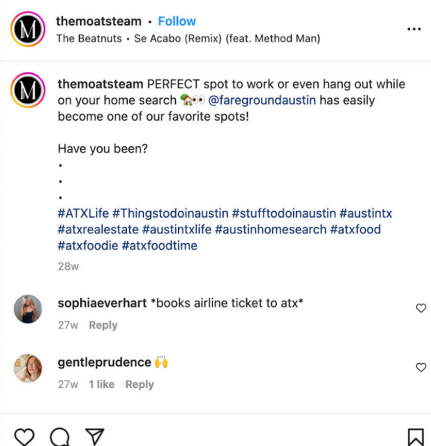 themoatsteam • Follow
The Beatnuts • Se Acabo (Remix) (feat. Method Man)
themoatsteam PERFECT spot to work or even hang out while
on your home search 🏡👀 @faregroundaustin has easily
become one of our favorite spots!
Have you been?
•
•
•
#ATXLife #Thingstodoinaustin #stufftodoinaustin #austintx
#atxrealestate #austintxlife #austinhomesearch #atxfood
#atxfoodie #atxfoodtime
28w
sophiaeverhart *books airline ticket to atx*
27w Reply
gentleprudence 🙌
27w 1 like Reply